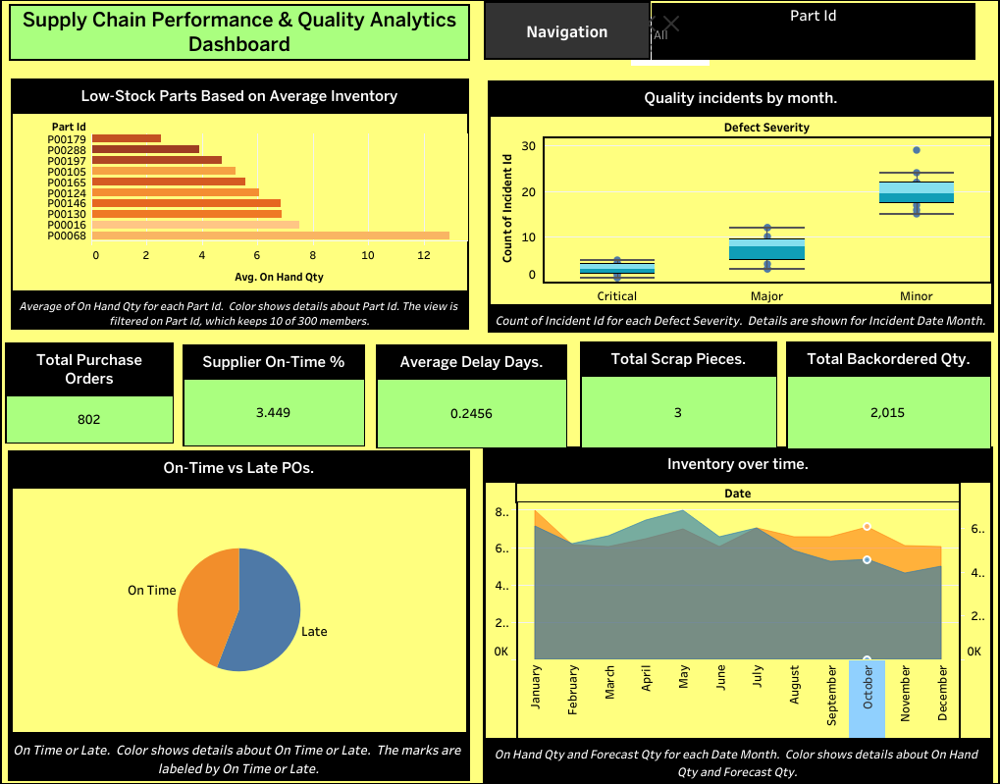 Supply Chain Performance & Quality Analytics
Dashboard
Navigation
Part Id
All
Low-Stock Parts Based on Average Inventory
Part Id
P00179
P00288
P00197
P00105
P00165
P00124
P00146
P00130
P00016
P00068
0 2 4 6 8 10 12
Avg. On Hand Qty
Average of On Hand Qty for each Part Id. Color shows details about Part Id. The view is
filtered on Part Id, which keeps 10 of 300 members.
Quality incidents by month.
Defect Severity
Count of Incident Id
30
20
10
0
Critical Major Minor
Count of Incident Id for each Defect Severity. Details are shown for Incident Date Month.
Total Purchase
Orders
802
Supplier On-Time %
3.449
Average Delay Days.
0.2456
Total Scrap Pieces.
3
Total Backordered Qty.
2,015
On-Time vs Late POs.
On Time
Late
On Time or Late. Color shows details about On Time or Late. The marks are
labeled by On Time or Late.
Inventory over time.
Date
8..
6..
4..
2..
0K
6..
4..
2..
0K
January
February
March
April
May
June
July
August
September
October
November
December
On Hand Qty and Forecast Qty for each Date Month. Color shows details about On Hand
Qty and Forecast Qty.